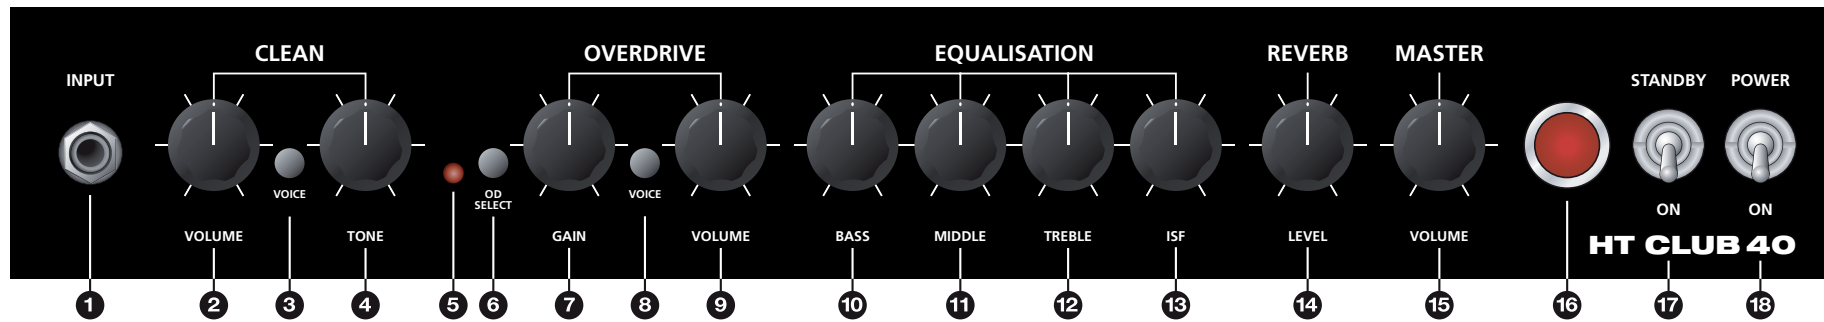 CLEAN OVERDRIVE EQUALISATION REVERB MASTER
INPUT STANDBY POWER
VOICE OD SELECT VOICE
ON ON
VOLUME TONE GAIN VOLUME BASS MIDDLE TREBLE ISF LEVEL VOLUME
HT CLUB 40
1 2 3 4 5 6 7 8 9 10 11 12 13 14 15 16 17 18